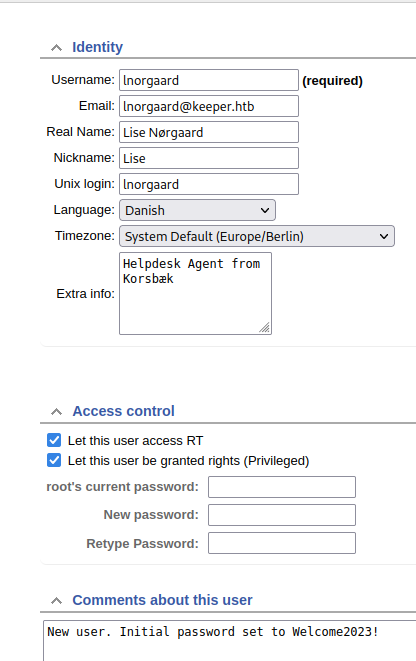 Identity
Username: lnorgaard (required)
Email: lnorgaard@keeper.htb
Real Name: Lise Nørgaard
Nickname: Lise
Unix login: lnorgaard
Language: Danish
Timezone: System Default (Europe/Berlin)
Extra info: Helpdesk Agent from
Korsbæk
Access control
Let this user access RT
Let this user be granted rights (Privileged)
root's current password:
New password:
Retype Password:
Comments about this user
New user. Initial password set to Welcome2023!